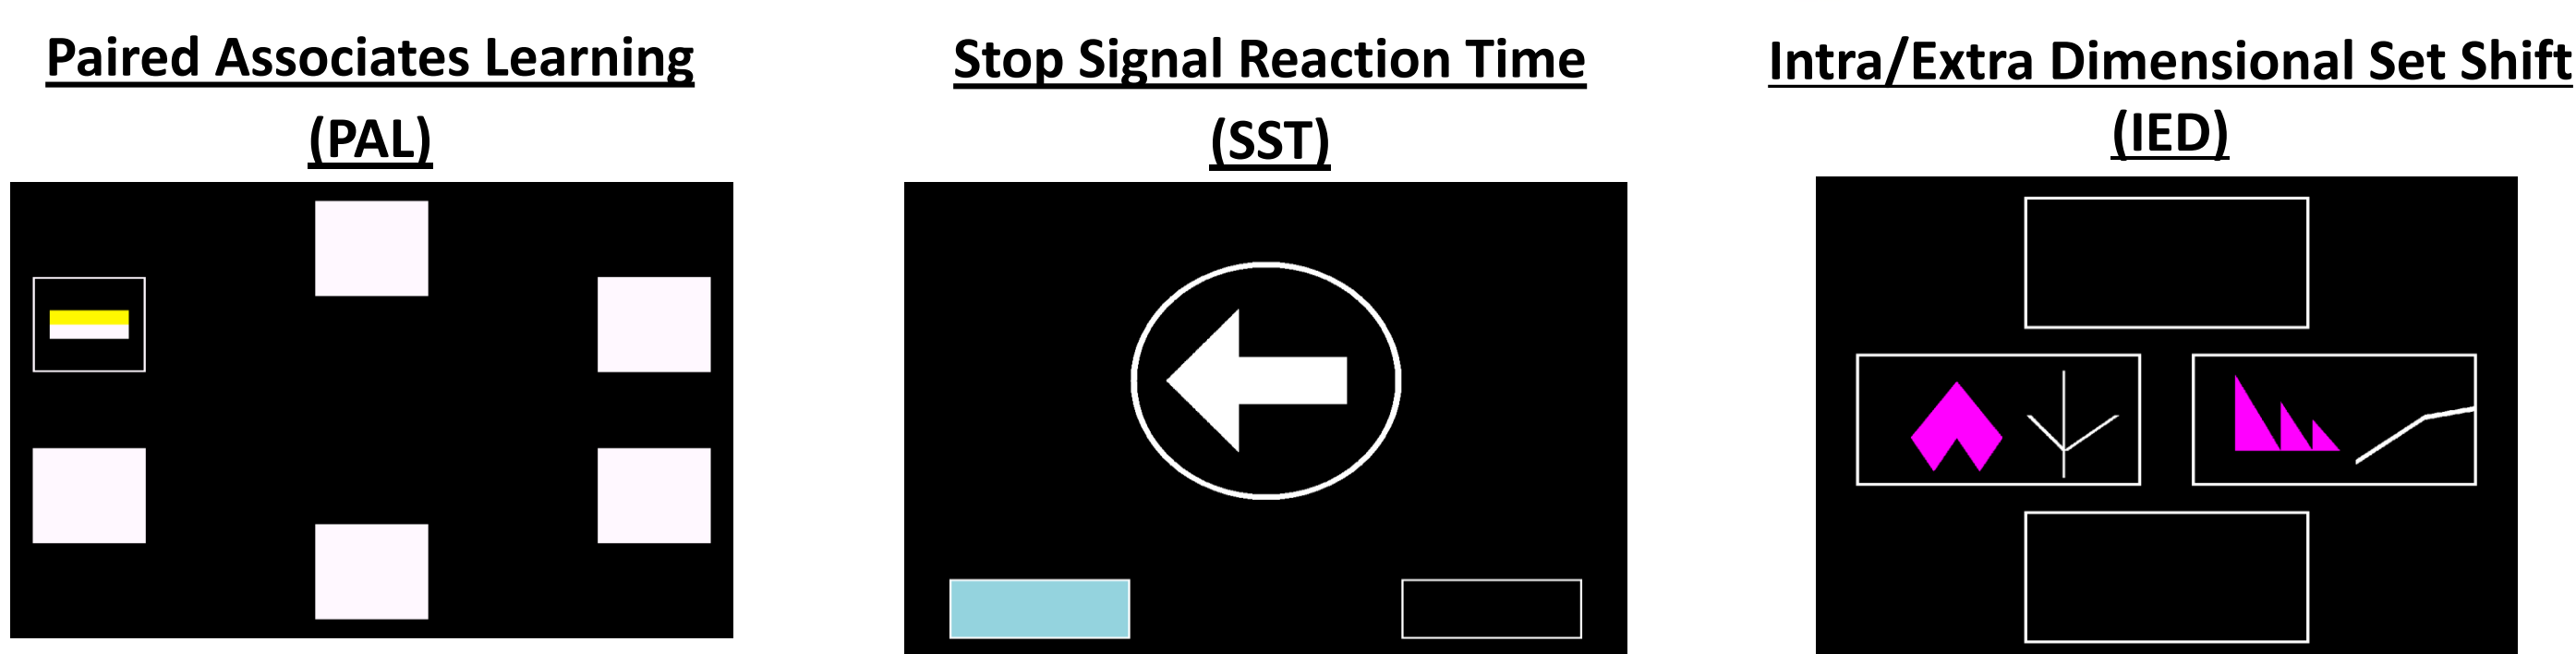 Paired Associates Learning
(PAL)
Stop Signal Reaction Time
(SST)
Intra/Extra Dimensional Set Shift
(IED)